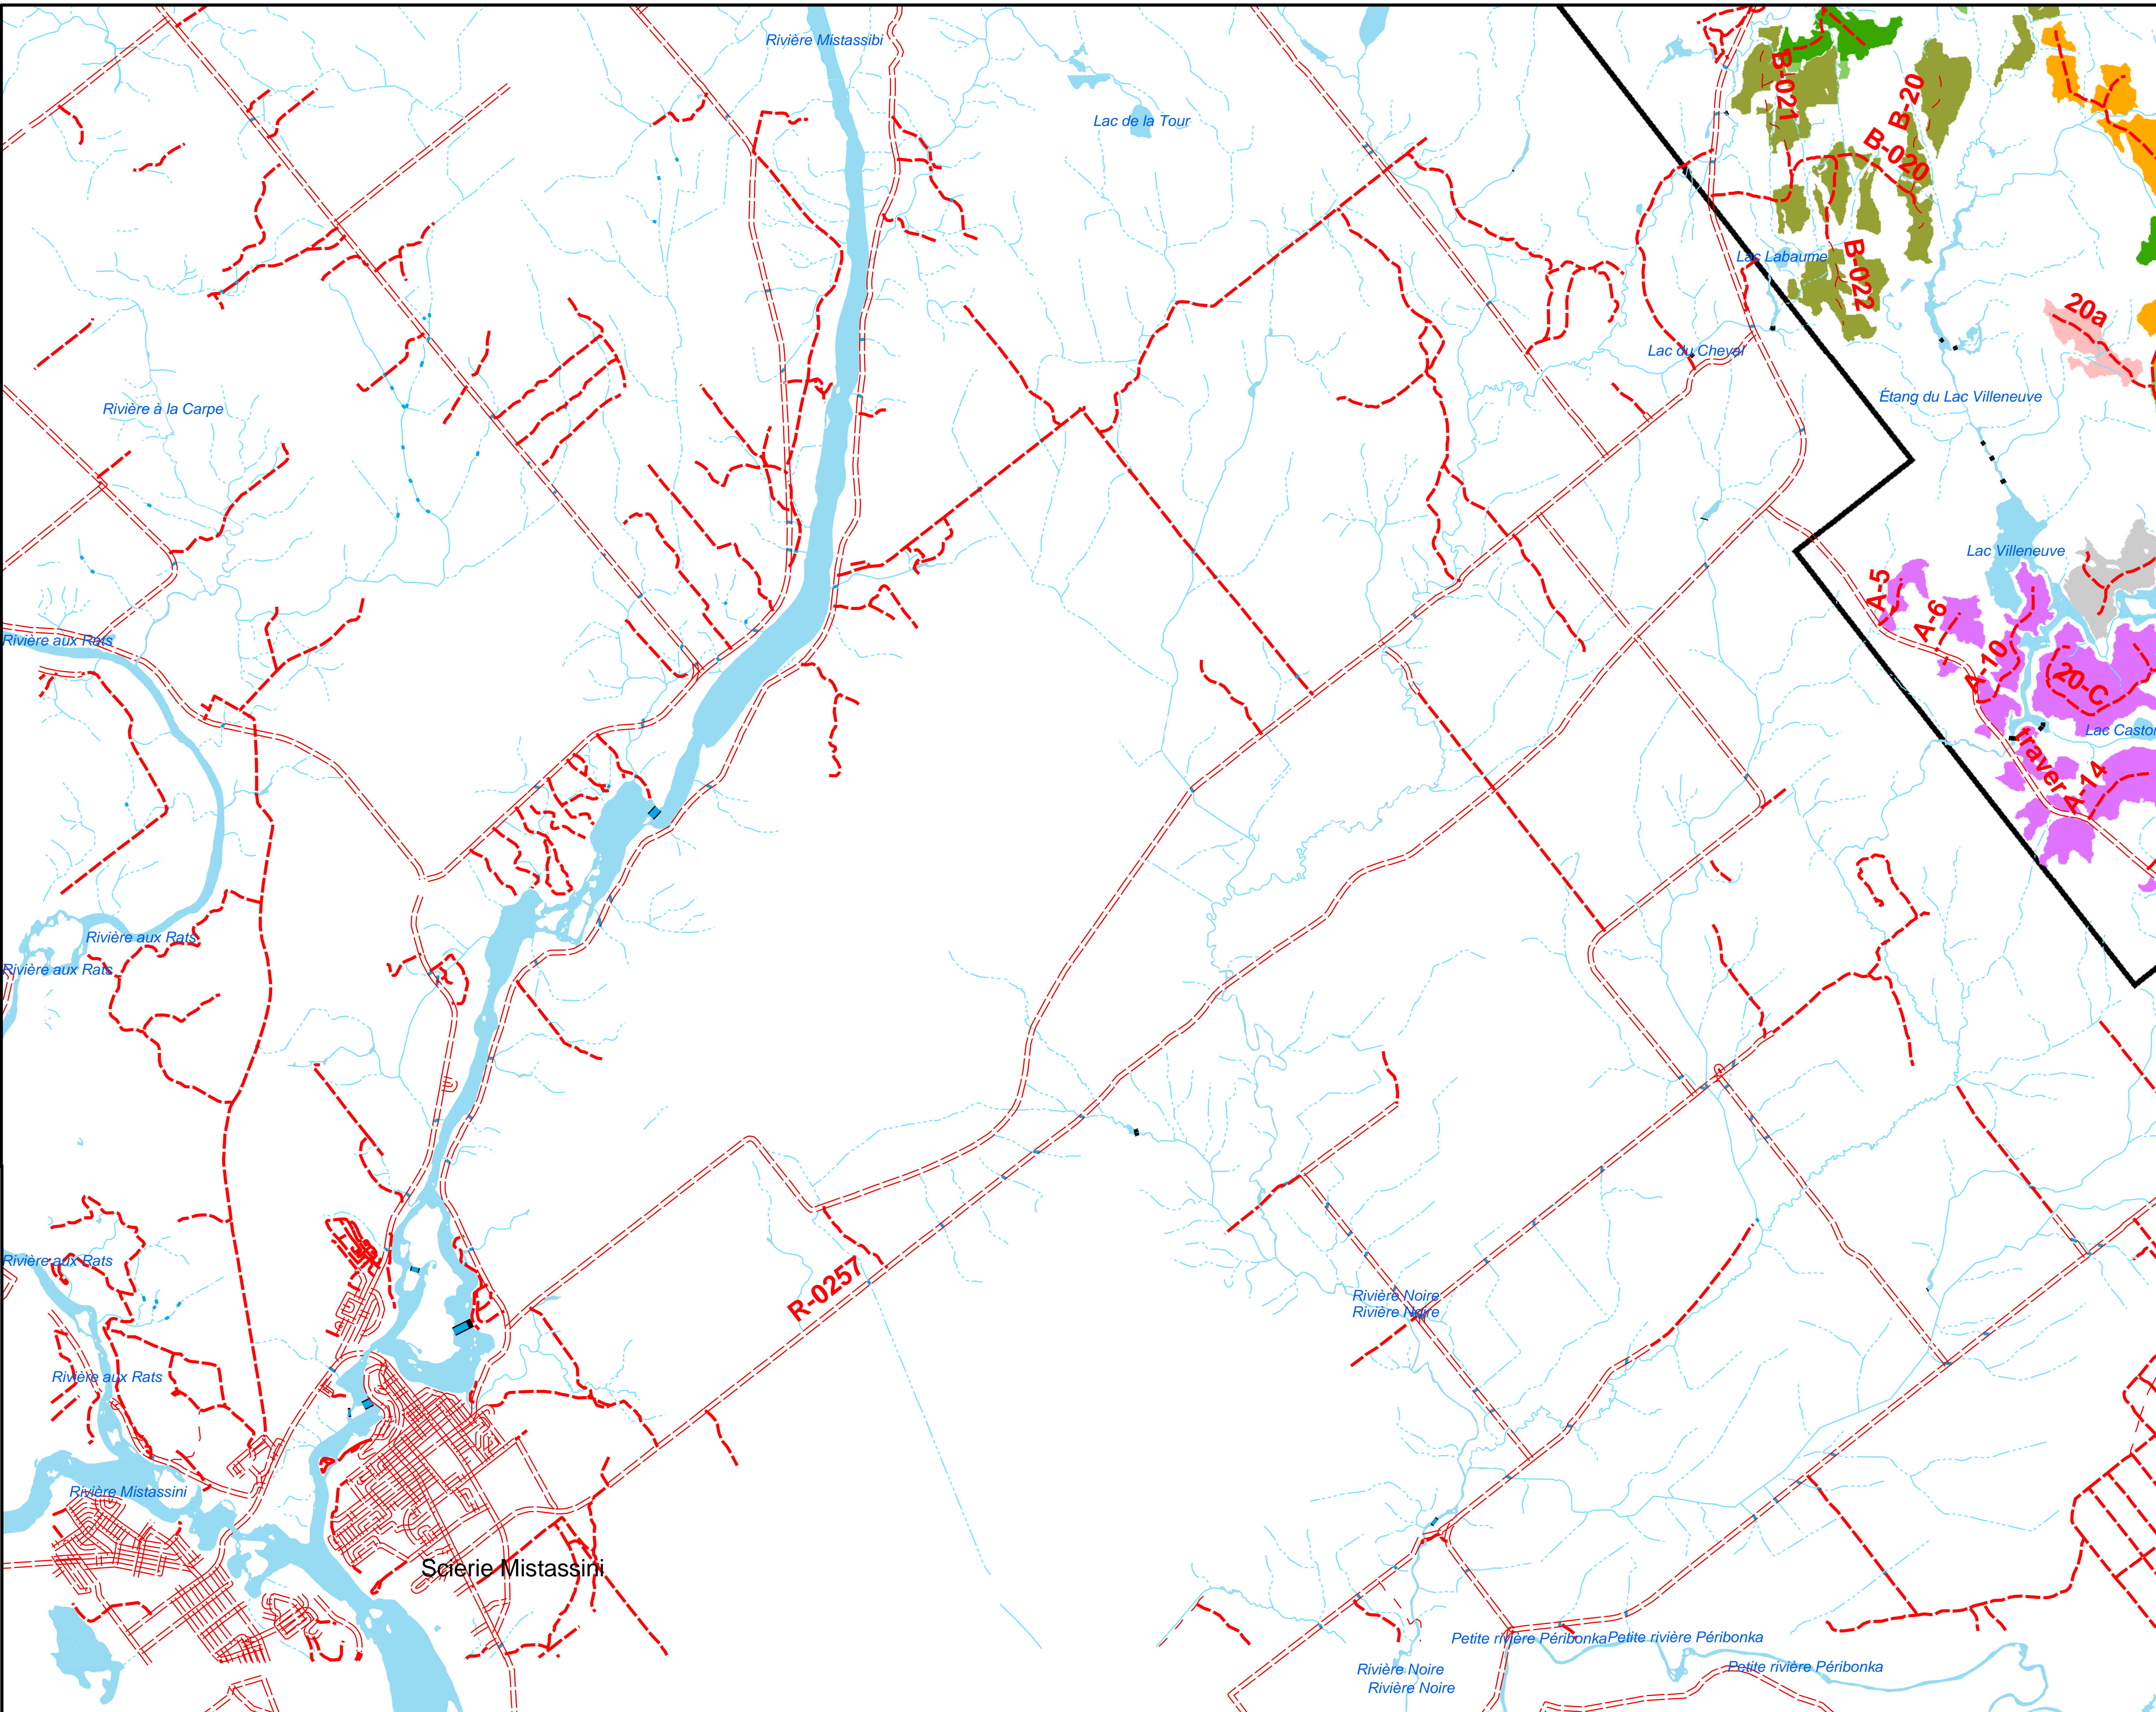 Rivière Mistassibi
Lac de la Tour
B-021
B-20
B-020
Lac Labaume
B-022
20a
Lac du Cheval
Étang du Lac Villeneuve
Rivière à la Carpe
Lac Villeneuve
A-5
A-6
Rivière aux Rats
A-10
20-C
Lac Castor
traver
A-14
Rivière aux Rats
Rivière aux Rats
Rivière aux Rats
R-0257
Rivière Noire
Rivière Noire
Rivière aux Rats
Rivière Mistassini
Scierie Mistassini
Petite rivière Péribonka
Petite rivière Péribonka
Petite rivière Péribonka
Rivière Noire
Rivière Noire